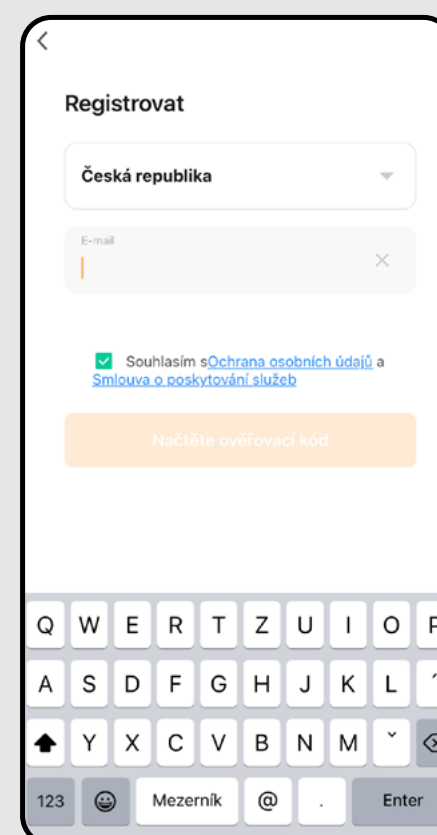 Registrovat
Česká republika
E-mail
Souhlasím sOchrana osobních údajů a
Smlouva o poskytování služeb
Načtěte ověřovací kód
Q W E R T Z U I O P
A S D F G H J K L ´
Y X C V B N M ˇ
123 Mezerník @ . Enter